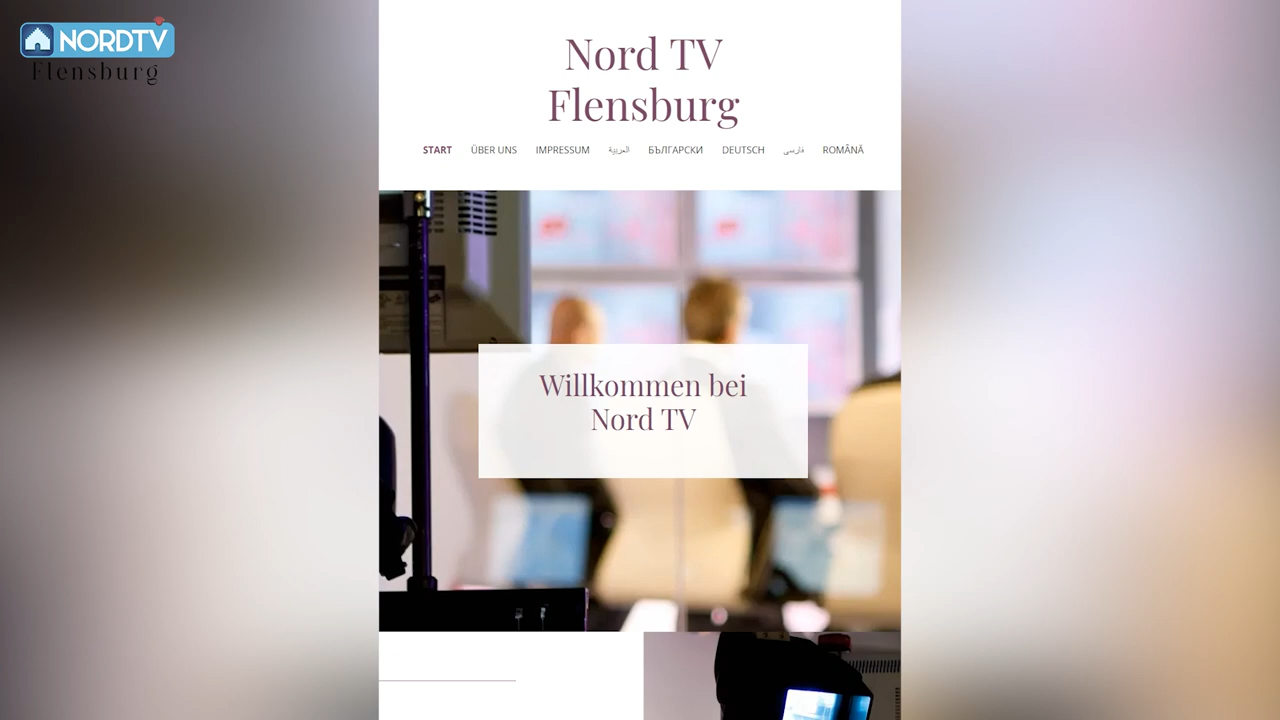 NORDTV
Flensburg
Nord TV
Flensburg
START ÜBER UNS IMPRESSUM العربية БЪЛГАРСКИ DEUTSCH فارسی ROMÂNĂ
Willkommen bei
Nord TV